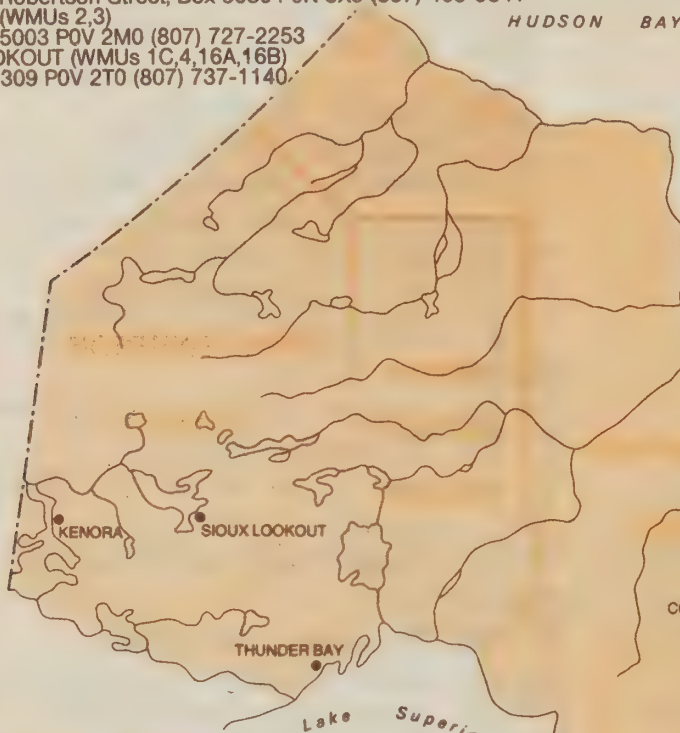 HUDSON BAY
(WMUs 2,3)
5003 P0V 2M0 (807) 727-2253
OKOUT (WMUs 1C,4,16A,16B)
309 P0V 2T0 (807) 737-1140
KENORA
SIOUX LOOKOUT
THUNDER BAY
Lake